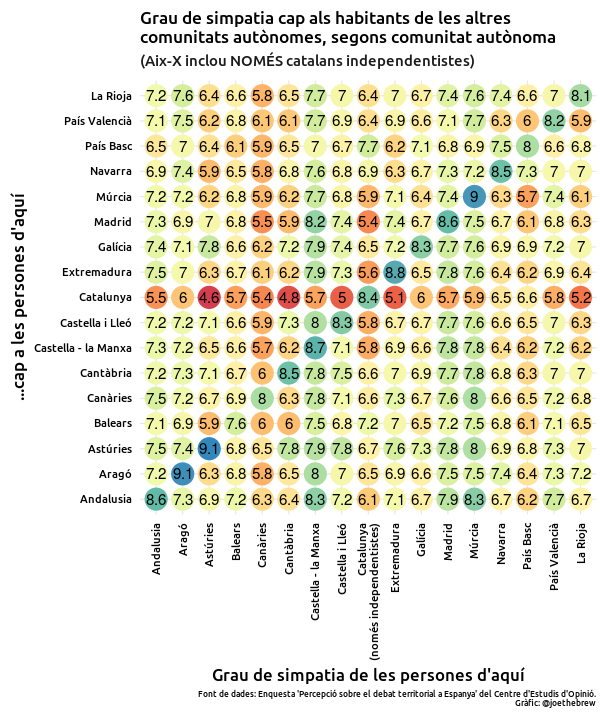 Grau de simpatia cap als habitants de les altres
comunitats autònomes, segons comunitat autònoma
(Aix-X inclou NOMÉS catalans independentistes)
...cap a les persones d'aquí
La Rioja 7.2 7.6 6.4 6.6 5.8 6.5 7.7 7 6.4 7 6.7 7.4 7.6 7.4 6.6 7 8.1
País Valencià 7.1 7.5 6.2 6.8 6.1 6.1 7.7 6.9 6.4 6.9 6.6 7.1 7.7 6.3 6 8.2 5.9
País Basc 6.5 7 6.4 6.1 5.9 6.5 7 6.7 7.7 6.2 7.1 6.8 6.9 7.5 8 6.6 6.8
Navarra 6.9 7.4 5.9 6.5 5.8 6.8 7.6 6.8 6.9 6.3 6.7 7.3 7.2 8.5 7.3 7 7
Múrcia 7.2 7.2 6.2 6.8 5.9 6.2 7.7 6.8 5.9 7.1 6.4 7.4 9 6.3 5.7 7.4 6.1
Madrid 7.3 6.9 7 6.8 5.5 5.9 8.2 7.4 5.4 7.4 6.7 8.6 7.5 6.7 6.1 6.8 6.3
Galícia 7.4 7.1 7.8 6.6 6.2 7.2 7.9 7.4 6.5 7.2 8.3 7.7 7.6 6.9 6.9 7.2 7
Extremadura 7.5 7 6.3 6.7 6.1 6.2 7.9 7.3 5.6 8.8 6.5 7.8 7.6 6.4 6.2 6.9 6.4
Catalunya 5.5 6 4.6 5.7 5.4 4.8 5.7 5 8.4 5.1 6 5.7 5.9 6.5 6.6 5.8 5.2
Castella i Lleó 7.2 7.2 7.1 6.6 5.9 7.3 8 8.3 5.8 6.7 6.7 7.7 7.6 6.6 6.5 7 6.3
Castella - la Manxa 7.3 7.2 6.5 6.6 5.7 6.2 8.7 7.1 5.8 6.9 6.6 7.8 7.8 6.4 6.2 7.2 6.2
Cantàbria 7.2 7.3 7.1 6.7 6 8.5 7.8 7.5 6.6 7 6.9 7.7 7.8 6.8 6.3 7 7
Canàries 7.5 7.2 6.7 6.9 8 6.3 7.8 7.1 6.6 7.3 6.7 7.6 8 6.6 6.5 7.2 6.8
Balears 7.1 6.9 5.9 7.6 6 6 7.5 6.8 7.2 7 6.5 7.2 7.5 6.8 6.1 7.1 6.5
Astúries 7.5 7.4 9.1 6.8 6.5 7.8 7.9 7.8 6.7 7.6 7.3 7.8 8 6.9 6.8 7.3 7
Aragó 7.2 9.1 6.3 6.8 5.8 6.5 8 7 6.5 6.9 6.6 7.5 7.5 7.4 6.4 7.3 7.2
Andalusia 8.6 7.3 6.9 7.2 6.3 6.4 8.3 7.2 6.1 7.1 6.7 7.9 8.3 6.7 6.2 7.7 6.7
Andalusia
Aragó
Astúries
Balears
Canàries
Cantàbria
Castella - la Manxa
Castella i Lleó
Catalunya
(només independentistes)
Extremadura
Galícia
Madrid
Múrcia
Navarra
País Basc
País Valencià
La Rioja
Grau de simpatia de les persones d'aquí
Font de dades: Enquesta 'Percepció sobre el debat territorial a Espanya' del Centre d'Estudis d'Opinió.
Gràfic: @joethebrew